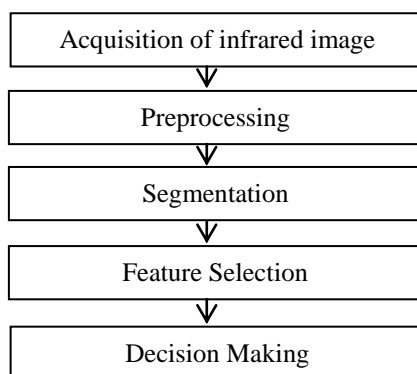 Acquisition of infrared image
Preprocessing
Segmentation
Feature Selection
Decision Making